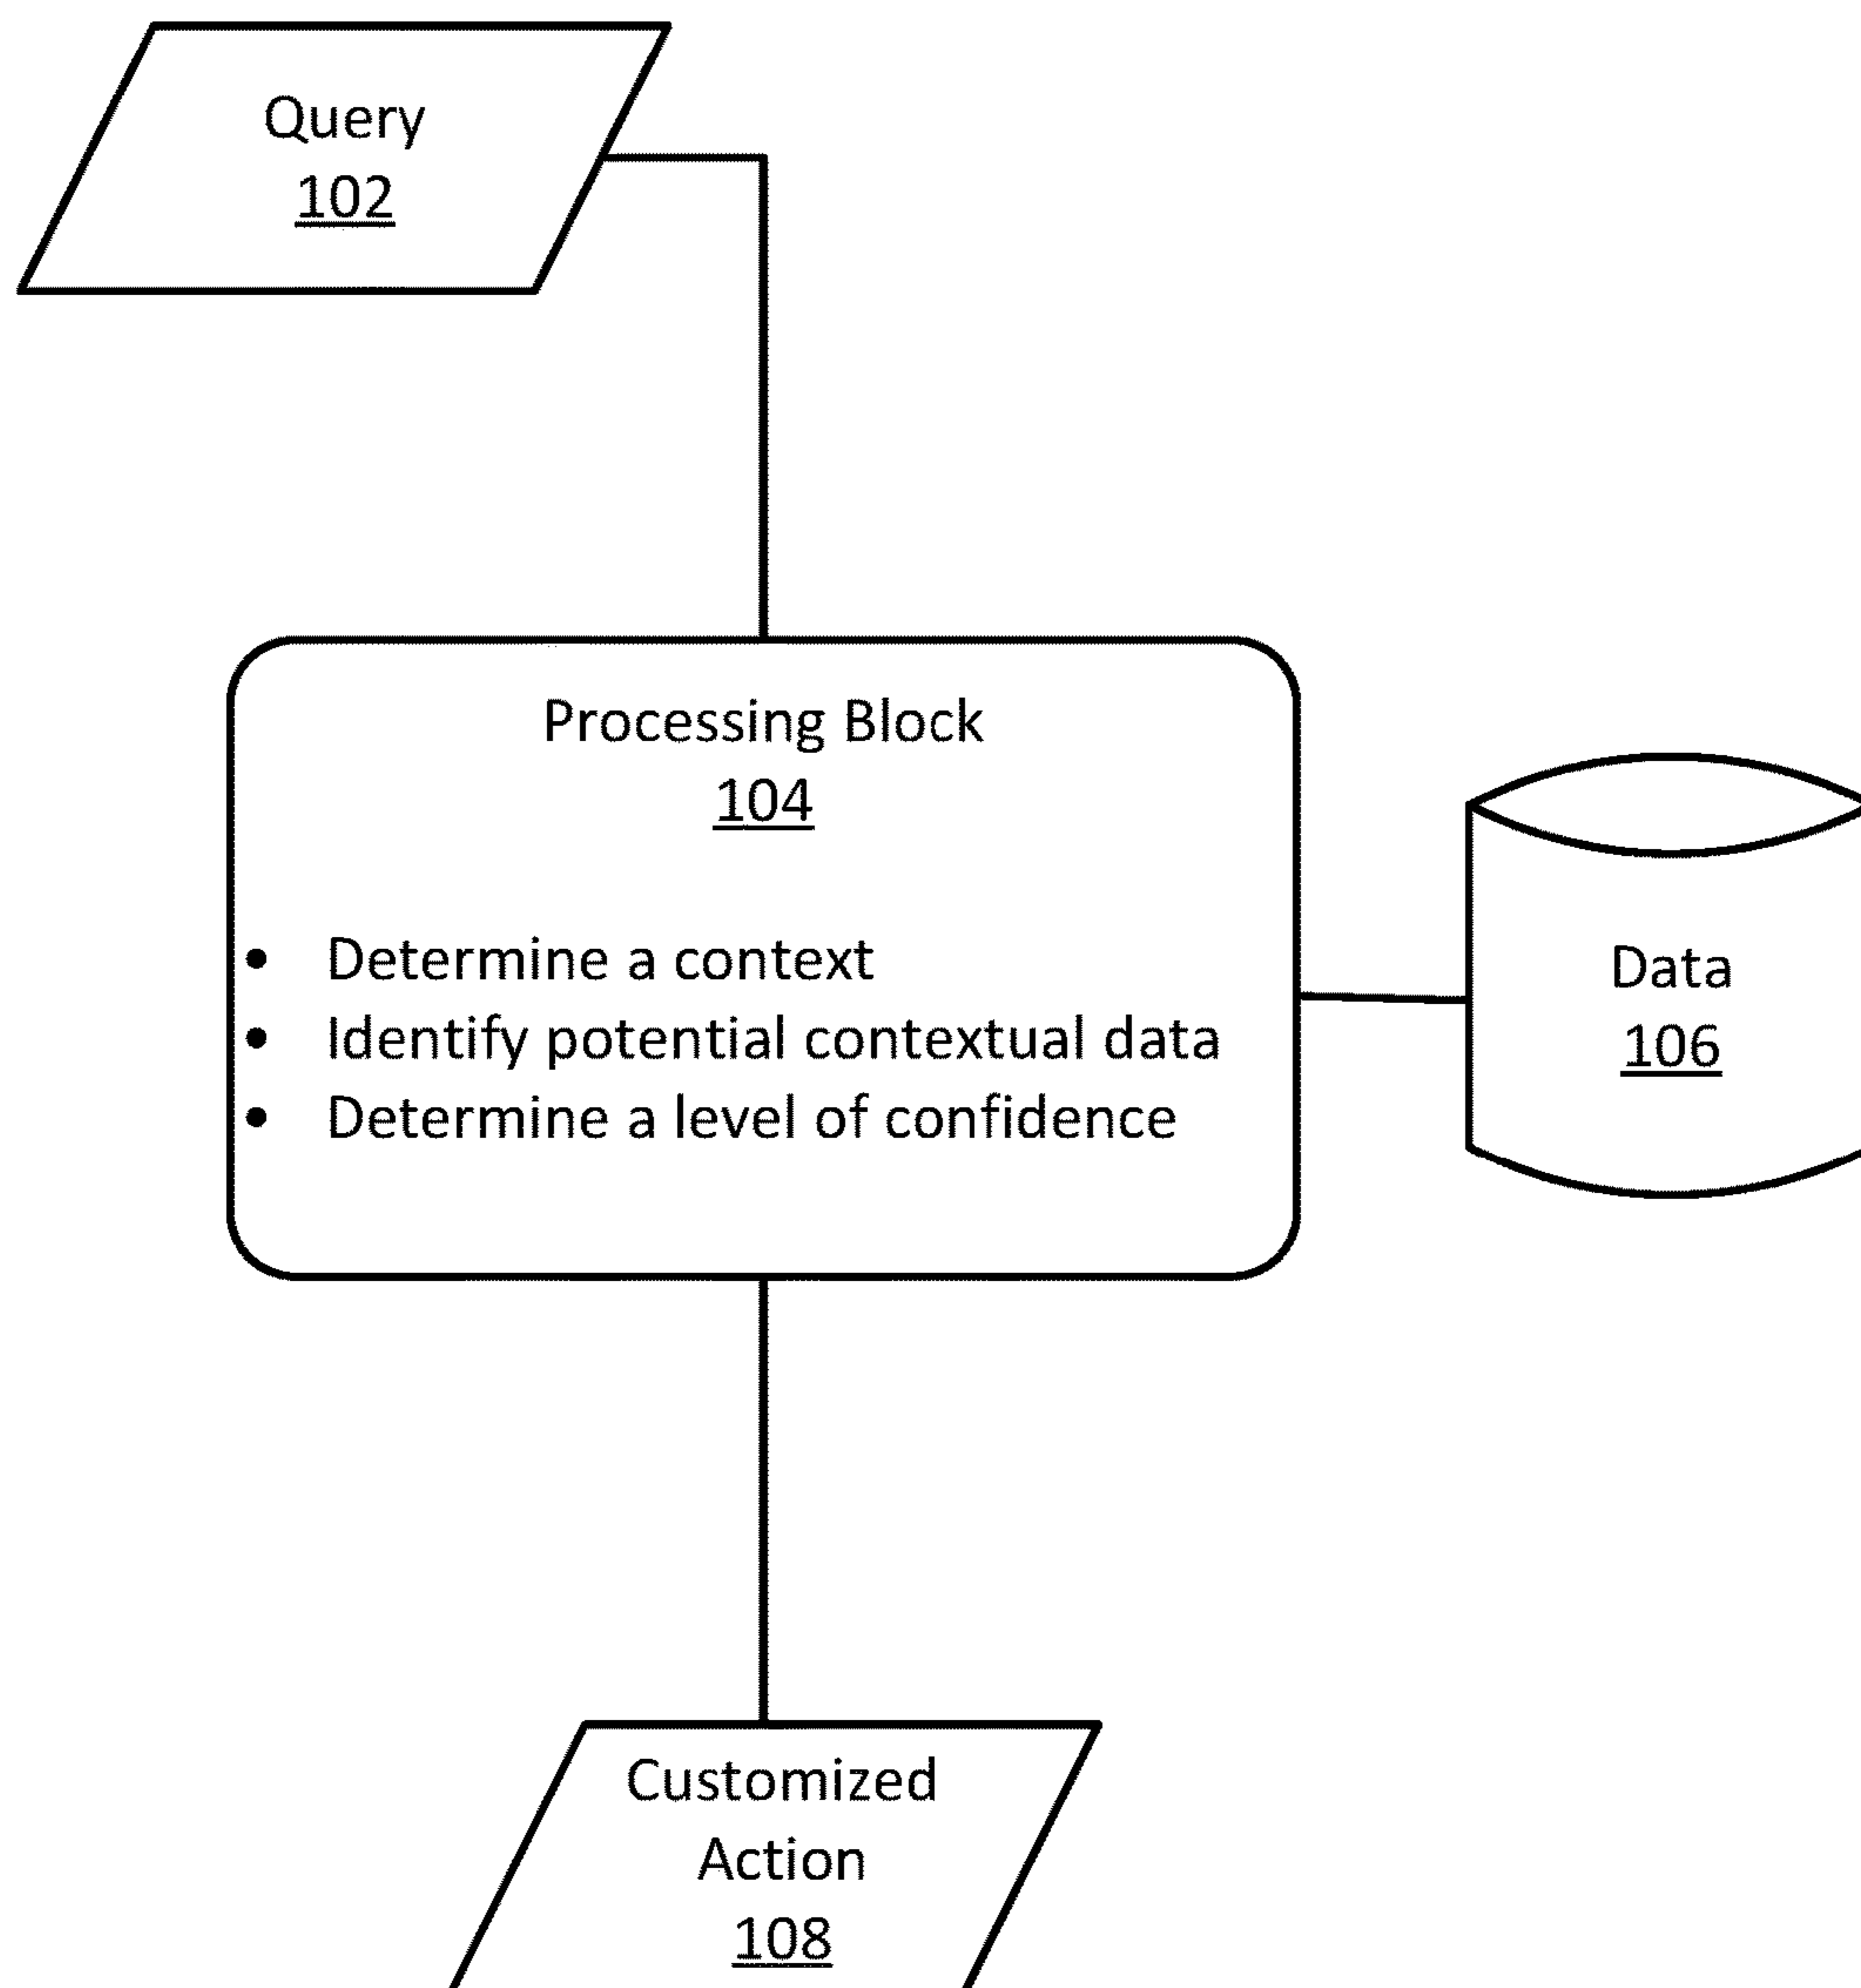 Query
102
Processing Block
104
• Determine a context
• Identify potential contextual data
• Determine a level of confidence
Data
106
Customized
Action
108